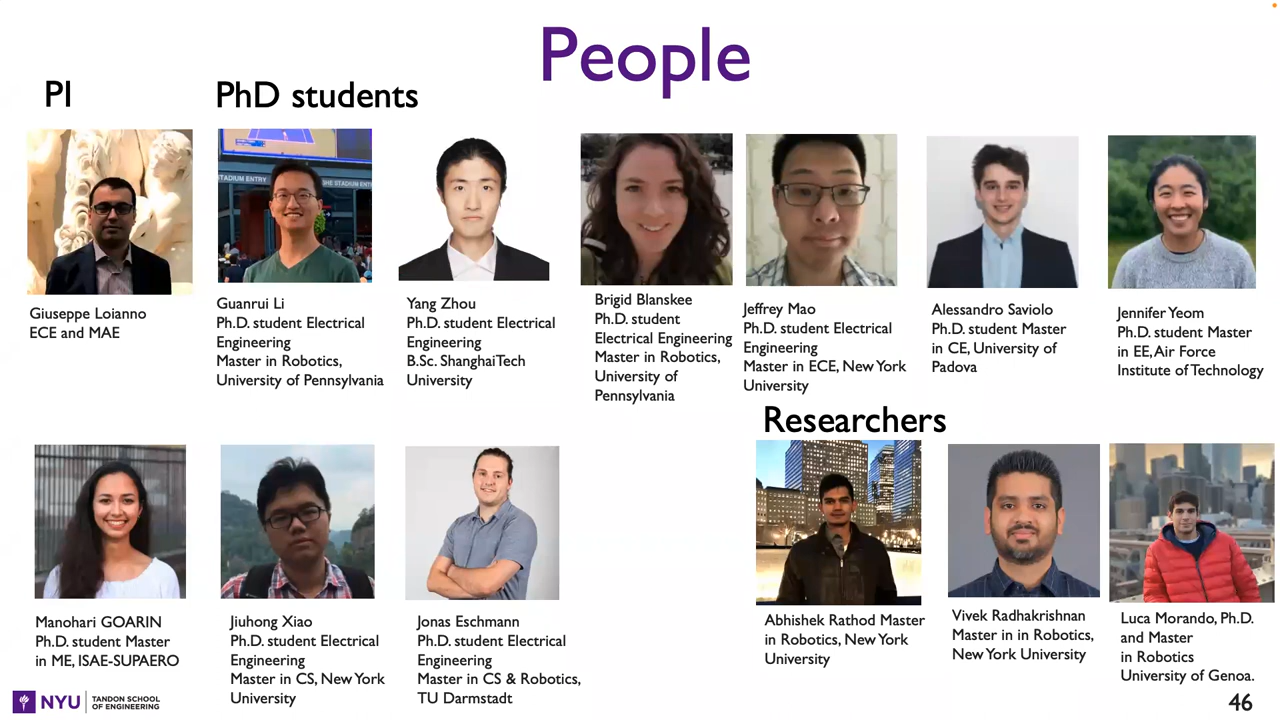 People
PI
PhD students
STADIUM ENTRY
Giuseppe Loianno
ECE and MAE
Guanrui Li
Ph.D. student Electrical
Engineering
Master in Robotics,
University of Pennsylvania
Yang Zhou
Ph.D. student Electrical
Engineering
B.Sc. ShanghaiTech
University
Brigid Blanskee
Ph.D. student
Electrical Engineering
Master in Robotics,
University of
Pennsylvania
Jeffrey Mao
Ph.D. student Electrical
Engineering
Master in ECE, New York
University
Alessandro Saviolo
Ph.D. student Master
in CE, University of
Padova
Jennifer Yeom
Ph.D. student Master
in EE, Air Force
Institute of Technology
Manohari GOARIN
Ph.D. student Master
in ME, ISAE-SUPAERO
Jiuhong Xiao
Ph.D. student Electrical
Engineering
Master in CS, New York
University
Jonas Eschmann
Ph.D. student Electrical
Engineering
Master in CS & Robotics,
TU Darmstadt
Researchers
Abhishek Rathod Master
in Robotics, New York
University
Vivek Radhakrishnan
Master in in Robotics,
New York University
Luca Morando, Ph.D.
and Master
in Robotics
University of Genoa.
NYU
TANDON SCHOOL
OF ENGINEERING
46